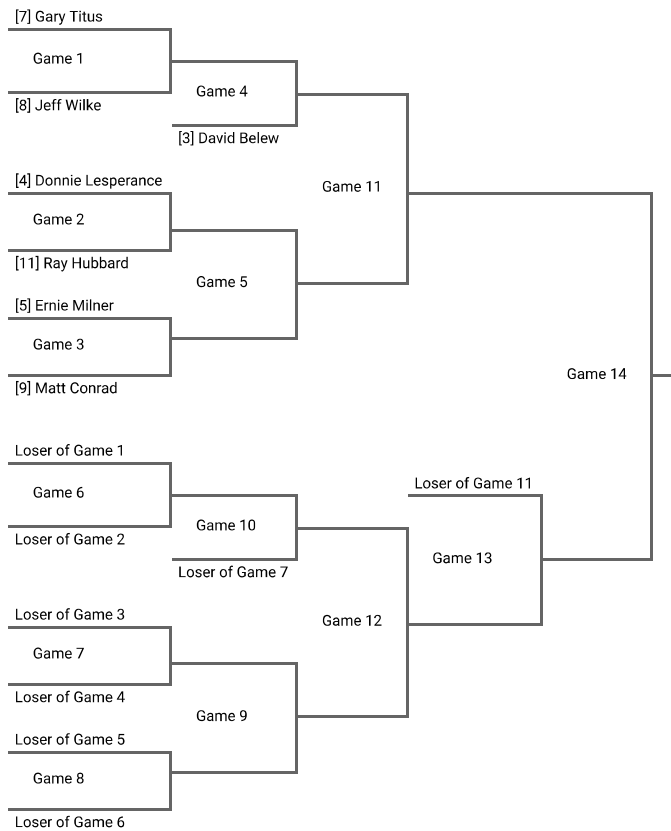 [7] Gary Titus
Game 1
Game 4
[8] Jeff Wilke
[3] David Belew
Game 11
[4] Donnie Lesperance
Game 2
[11] Ray Hubbard
Game 5
[5] Ernie Milner
Game 3
[9] Matt Conrad
Game 14
Loser of Game 1
Game 6
Loser of Game 2
Game 10
Loser of Game 7
Loser of Game 11
Game 13
Game 12
Loser of Game 3
Game 7
Loser of Game 4
Game 9
Loser of Game 5
Game 8
Loser of Game 6